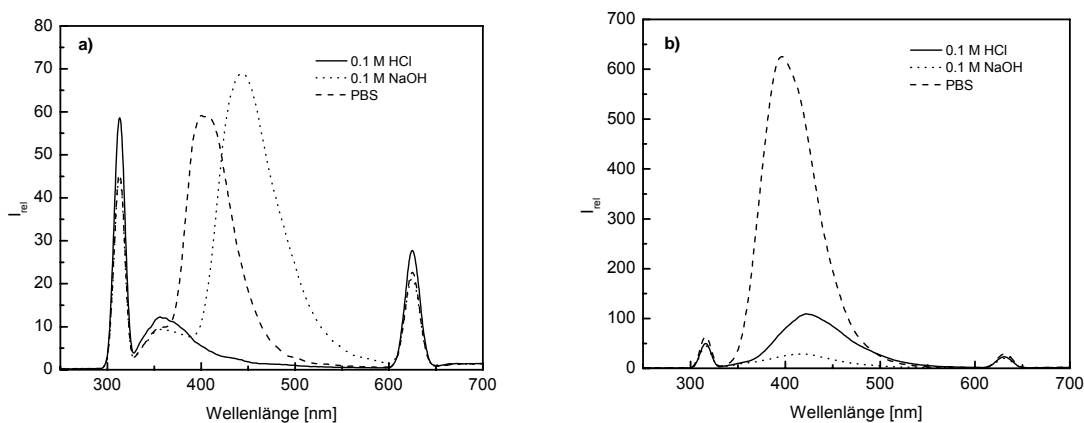 a)
0.1 M HCl
0.1 M NaOH
PBS
80
70
60
50
40
30
20
10
0
I rel
300 400 500 600 700
Wellenlänge [nm]
b)
0.1 M HCl
0.1 M NaOH
PBS
700
600
500
400
300
200
100
0
I rel
300 400 500 600 700
Wellenlänge [nm]